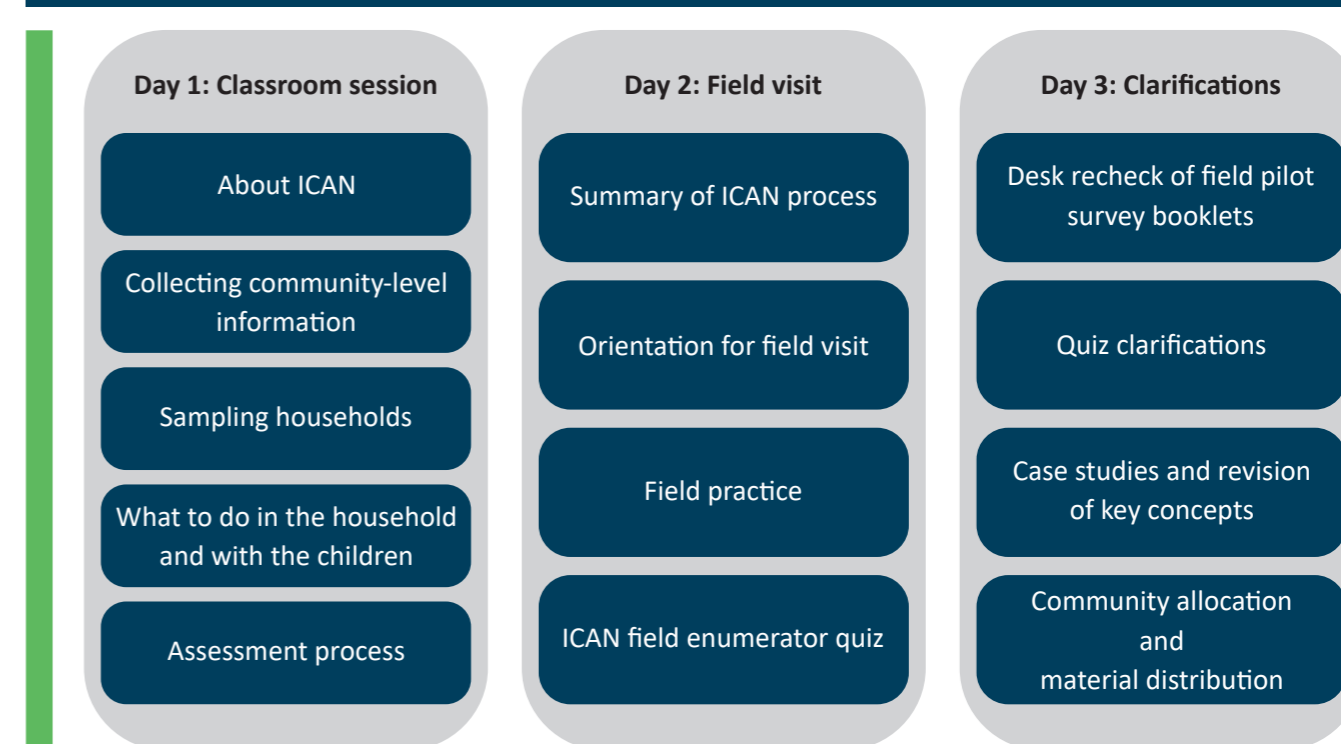 Day 1: Classroom session
About ICAN
Collecting community-level
information
Sampling households
What to do in the household
and with the children
Assessment process
Day 2: Field visit
Summary of ICAN process
Orientation for field visit
Field practice
ICAN field enumerator quiz
Day 3: Clarifications
Desk recheck of field pilot
survey booklets
Quiz clarifications
Case studies and revision
of key concepts
Community allocation
and
material distribution